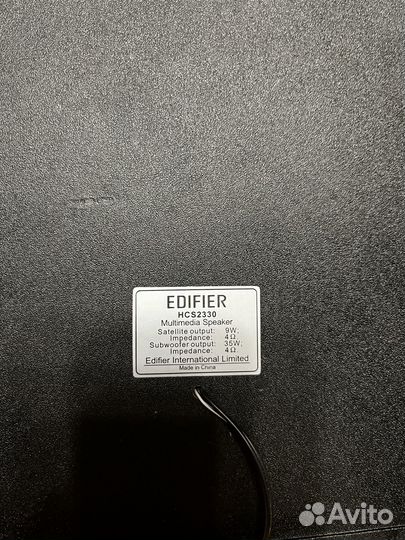 EDIFIER
HCS2330
Multimedia Speaker
Satellite output: 9W;
Impedance: 4Ω
Subwoofer output: 35W;
Impedance: 4Ω
Edifier International Limited
Made in China
Avito